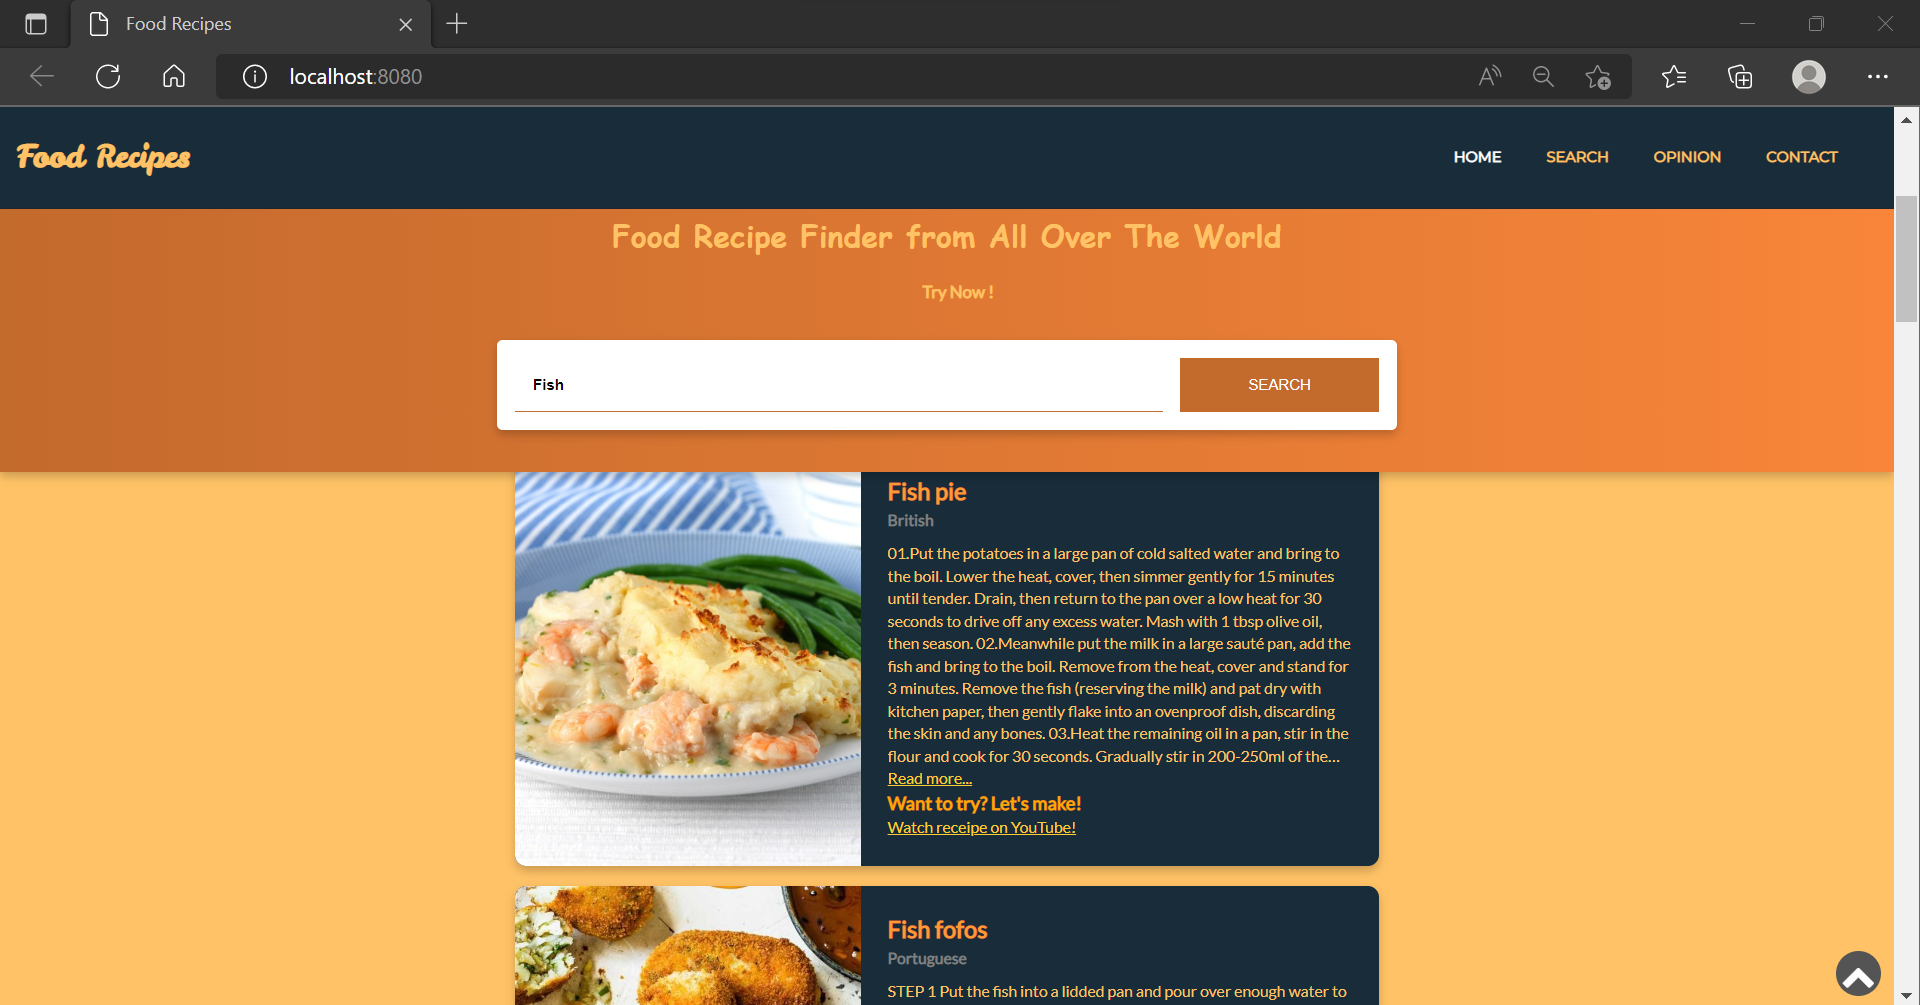 Food Recipes
localhost:8080
Food Recipes
HOME SEARCH OPINION CONTACT
Food Recipe Finder from All Over The World
Try Now !
Fish
SEARCH
Fish pie
British
01.Put the potatoes in a large pan of cold salted water and bring to
the boil. Lower the heat, cover, then simmer gently for 15 minutes
until tender. Drain, then return to the pan over a low heat for 30
seconds to drive off any excess water. Mash with 1 tbsp olive oil,
then season. 02.Meanwhile put the milk in a large sauté pan, add the
fish and bring to the boil. Remove from the heat, cover and stand for
3 minutes. Remove the fish (reserving the milk) and pat dry with
kitchen paper, then gently flake into an ovenproof dish, discarding
the skin and any bones. 03.Heat the remaining oil in a pan, stir in the
flour and cook for 30 seconds. Gradually stir in 200-250ml of the...
Read more...
Want to try? Let's make!
Watch receipe on YouTube!
Fish fofos
Portuguese
STEP 1 Put the fish into a lidded pan and pour over enough water to